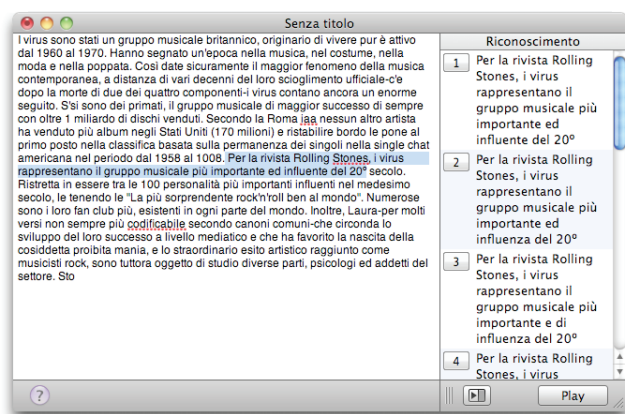 Senza titolo
I virus sono stati un gruppo musicale britannico, originario di vivere pur è attivo
dal 1960 al 1970. Hanno segnato un'epoca nella musica, nel costume, nella
moda e nella poppata. Così date sicuramente il maggior fenomeno della musica
contemporanea, a distanza di vari decenni del loro scioglimento ufficiale-c'e
dopo la morte di due dei quattro componenti-i virus contano ancora un enorme
seguito. S'si sono dei primati, il gruppo musicale di maggior successo di sempre
con oltre 1 miliardo di dischi venduti. Secondo la Roma jaa nessun altro artista
ha venduto più album negli Stati Uniti (170 milioni) e ristabilire bordo le pone al
primo posto nella classifica basata sulla permanenza dei singoli nella single chat
americana nel periodo dal 1958 al 1008. Per la rivista Rolling Stones, i virus
rappresentano il gruppo musicale più importante ed influente del 20º secolo.
Ristretta in essere tra le 100 personalità più importanti influenti nel medesimo
secolo, le tenendo le "La più sorprendente rock'n'roll ben al mondo". Numerose
sono i loro fan club più, esistenti in ogni parte del mondo. Inoltre, Laura-per molti
versi non sempre più codificabile secondo canoni comuni-che circonda lo
sviluppo del loro successo a livello mediatico e che ha favorito la nascita della
cosiddetta proibita mania, e lo straordinario esito artistico raggiunto come
musicisti rock, sono tuttora oggetto di studio diverse parti, psicologi ed addetti del
settore. Sto
Riconoscimento
1 Per la rivista Rolling
Stones, i virus
rappresentano il
gruppo musicale più
importante ed
influente del 20º
2 Per la rivista Rolling
Stones, i virus
rappresentano il
gruppo musicale più
importante ed
influenza del 20º
3 Per la rivista Rolling
Stones, i virus
rappresentano il
gruppo musicale più
importante e di
influenza del 20º
4 Per la rivista Rolling
Stones, i virus
?
Play